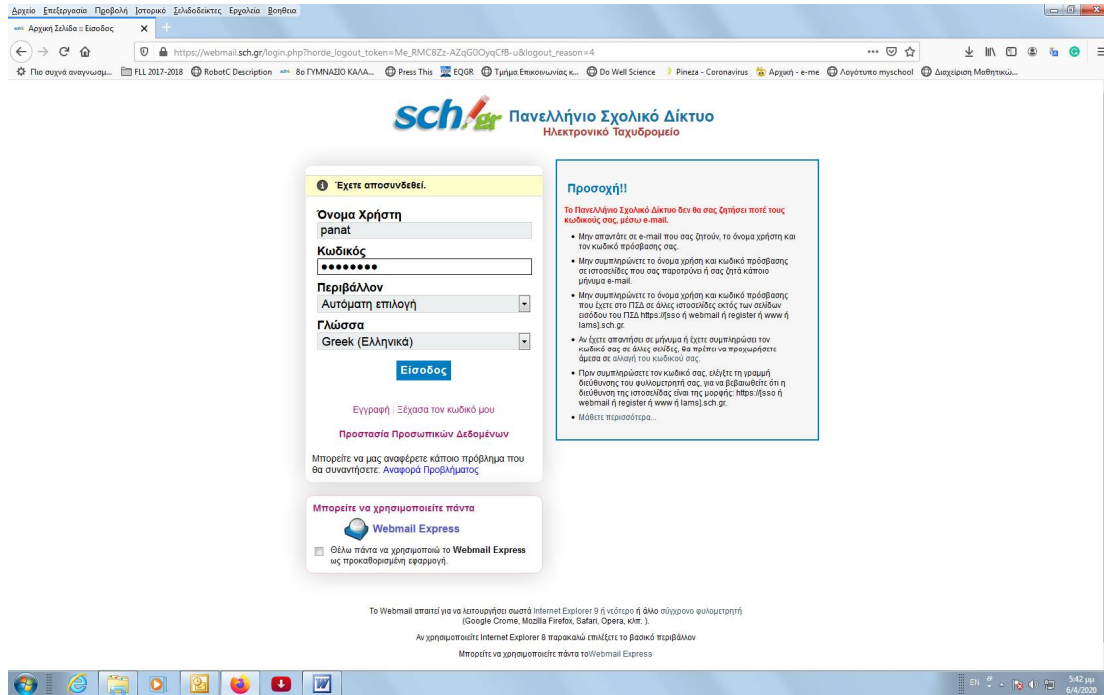 Αρχείο Επεξεργασία Προβολή Ιστορικό Σελιδοδείκτες Εργαλεία Βοήθεια
Αρχική Σελίδα :: Είσοδος
https://webmail.sch.gr/login.php?horde_logout_token=Me_RMC8Zz-AZqG0OyqCfB-u&logout_reason=4
Πιο συχνά αναγνωσμ... FLL 2017-2018 RobotC Description 8ο ΓΥΜΝΑΣΙΟ ΚΑΛΑ... Press This EQGR Τμήμα Επικοινωνίας κ... Do Well Science Pineza - Coronavirus Αρχική - e-me Λογότυπο myschool Διαχείριση Μαθητικώ...
sch.gr Πανελλήνιο Σχολικό Δίκτυο
Ηλεκτρονικό Ταχυδρομείο
Έχετε αποσυνδεθεί.
Όνομα Χρήστη
panat
Κωδικός
Περιβάλλον
Αυτόματη επιλογή
Γλώσσα
Greek (Ελληνικά)
Είσοδος
Εγγραφή | Ξέχασα τον κωδικό μου
Προστασία Προσωπικών Δεδομένων
Μπορείτε να μας αναφέρετε κάποιο πρόβλημα που
θα συναντήσετε: Αναφορά Προβλήματος
Μπορείτε να χρησιμοποιείτε πάντα
Webmail Express
Θέλω πάντα να χρησιμοποιώ το Webmail Express
ως προκαθορισμένη εφαρμογή.
Προσοχή!!
Το Πανελλήνιο Σχολικό Δίκτυο δεν θα σας ζητήσει ποτέ τους
κωδικούς σας, μέσω e-mail.
• Μην απαντάτε σε e-mail που σας ζητούν, το όνομα χρήστη και
τον κωδικό πρόσβασης σας.
• Μην συμπληρώνετε το όνομα χρήση και κωδικό πρόσβασης
σε ιστοσελίδες που σας παροτρύνει ή σας ζητά κάποιο
μήνυμα e-mail.
• Μην συμπληρώνετε το όνομα χρήση και κωδικό πρόσβασης
που έχετε στο ΠΣΔ σε άλλες ιστοσελίδες εκτός των σελίδων
εισόδου του ΠΣΔ https://[sso ή webmail ή register ή www ή
lams].sch.gr.
• Αν έχετε απαντήσει σε μήνυμα ή έχετε συμπληρώσει τον
κωδικό σας σε άλλες σελίδες, θα πρέπει να προχωρήσετε
άμεσα σε αλλαγή του κωδικού σας.
• Πριν συμπληρώσετε τον κωδικό σας, ελέγξτε τη γραμμή
διεύθυνσης του φυλλομετρητή σας, για να βεβαιωθείτε ότι η
διεύθυνση της ιστοσελίδας είναι της μορφής: https://[sso ή
webmail ή register ή www ή lams].sch.gr.
• Μάθετε περισσότερα...
Το Webmail απαιτεί για να λειτουργήσει σωστά Internet Explorer 9 ή νεότερο ή άλλο σύγχρονο φυλομετρητή
(Google Crome, Mozilla Firefox, Safari, Opera, κλπ. ).
Αν χρησιμοποιείτε Internet Explorer 8 παρακαλώ επιλέξετε το βασικό περιβάλλον
Μπορείτε να χρησιμοποιείτε πάντα τοWebmail Express
EN
5:42 μμ
6/4/2020